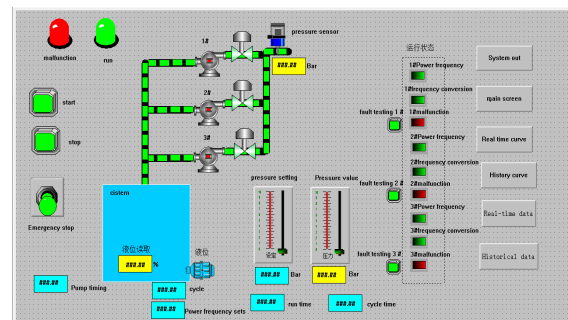 malfunction
run
1#
pressure sensor
###.## Bar
运行状态
System out
1#Power frequency
start
2#
1#frequency conversion
main screen
fault testing 1 #
1#malfunction
stop
3#
2#Power frequency
Real time curve
2#frequency conversion
History curve
cistern
pressure setting
Pressure value
fault testing 2 #
2#malfunction
3#Power frequency
Real-time data
Emergency stop
3#frequency conversion
液位读取
液位
设定
压力
fault testing 3 #
3#malfunction
Historical data
###.## %
###.## Bar
###.## Bar
###.## Pump timing
###.## cycle
###.## run time
###.## cycle time
###.## Power frequency sets